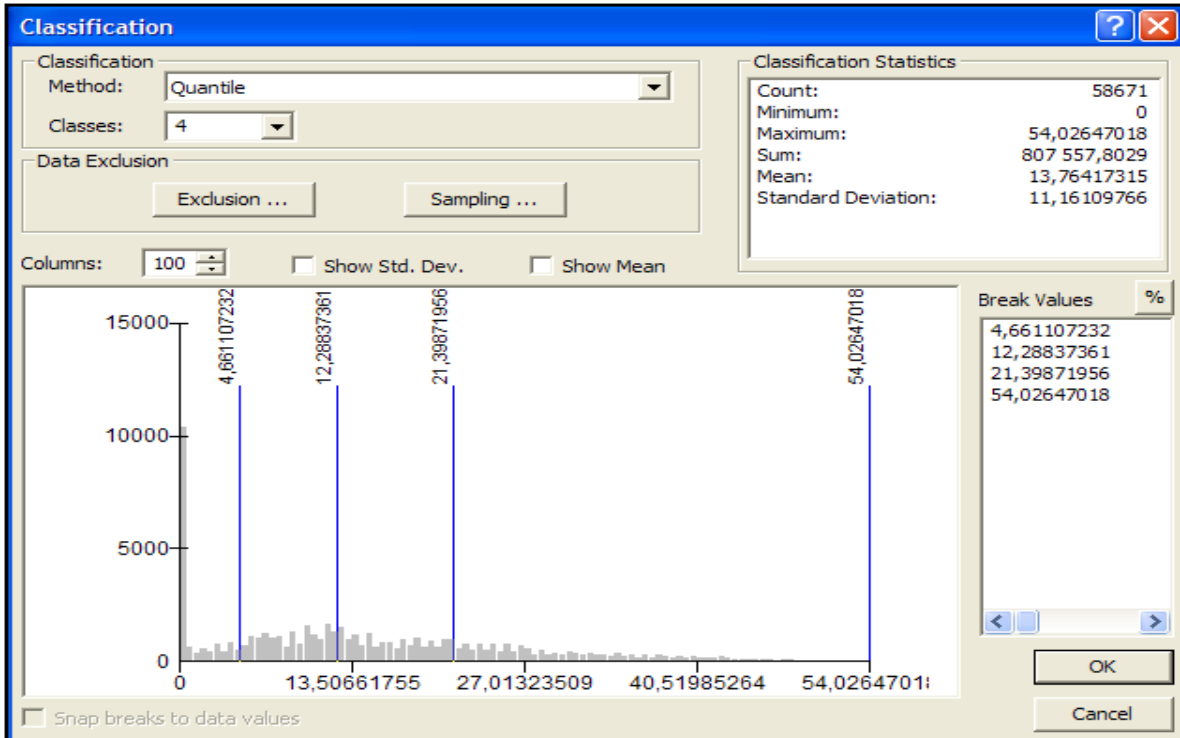 Classification
Classification
Method: Quantile
Classes: 4
Data Exclusion
Exclusion ... Sampling ...
Classification Statistics
Count: 58671
Minimum: 0
Maximum: 54,02647018
Sum: 807 557,8029
Mean: 13,76417315
Standard Deviation: 11,16109766
Columns: 100 Show Std. Dev. Show Mean
Break Values %
4,661107232
12,28837361
21,39871956
54,02647018
4,661107232
12,28837361
21,39871956
54,02647018
15000
10000
5000
0
0 13,50661755 27,01323509 40,51985264 54,02647018
Snap breaks to data values
OK
Cancel